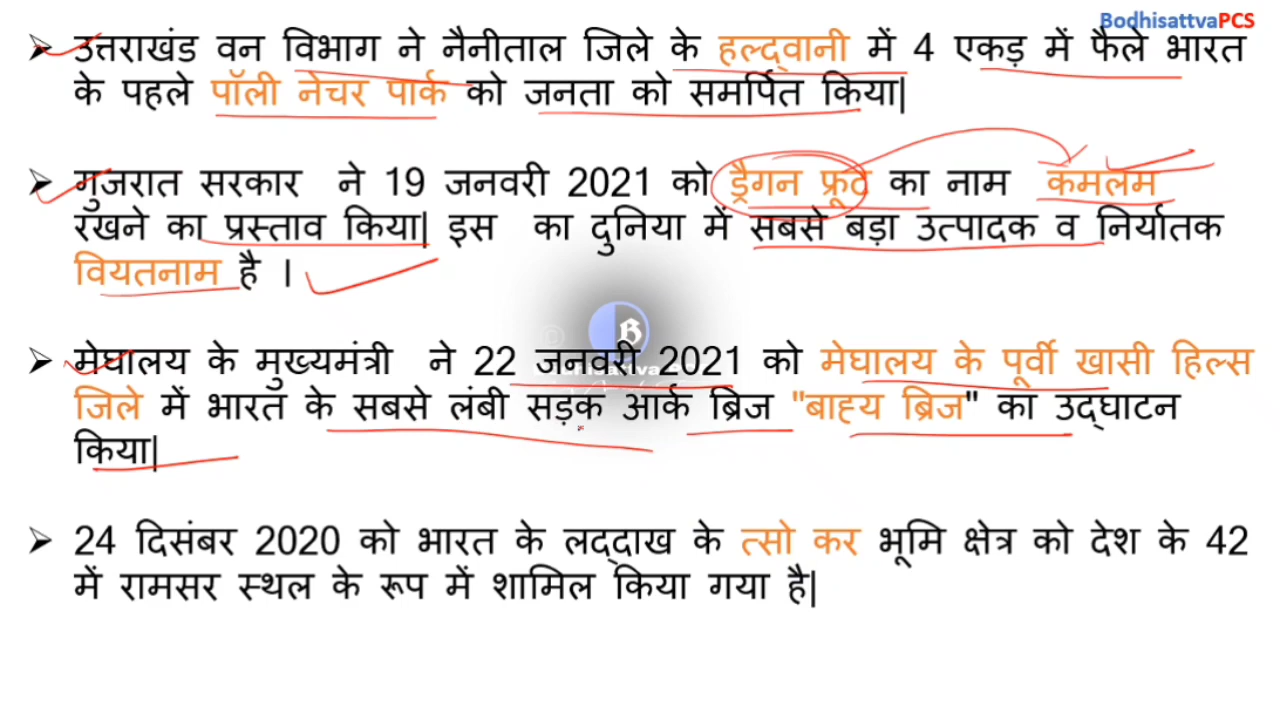 BodhisattvaPCS
➢ उत्तराखंड वन विभाग ने नैनीताल जिले के हल्द्वानी में 4 एकड़ में फैले भारत
के पहले पॉली नेचर पार्क को जनता को समर्पित किया|
➢ गुजरात सरकार ने 19 जनवरी 2021 को ड्रैगन फ्रूट का नाम कमलम
रखने का प्रस्ताव किया| इस का दुनिया में सबसे बड़ा उत्पादक व निर्यातक
वियतनाम है ।
➢ मेघालय के मुख्यमंत्री ने 22 जनवरी 2021 को मेघालय के पूर्वी खासी हिल्स
जिले में भारत के सबसे लंबी सड़क आर्क ब्रिज "बाह्य ब्रिज" का उद्घाटन
किया|
➢ 24 दिसंबर 2020 को भारत के लद्दाख के त्सो कर भूमि क्षेत्र को देश के 42
में रामसर स्थल के रूप में शामिल किया गया है|